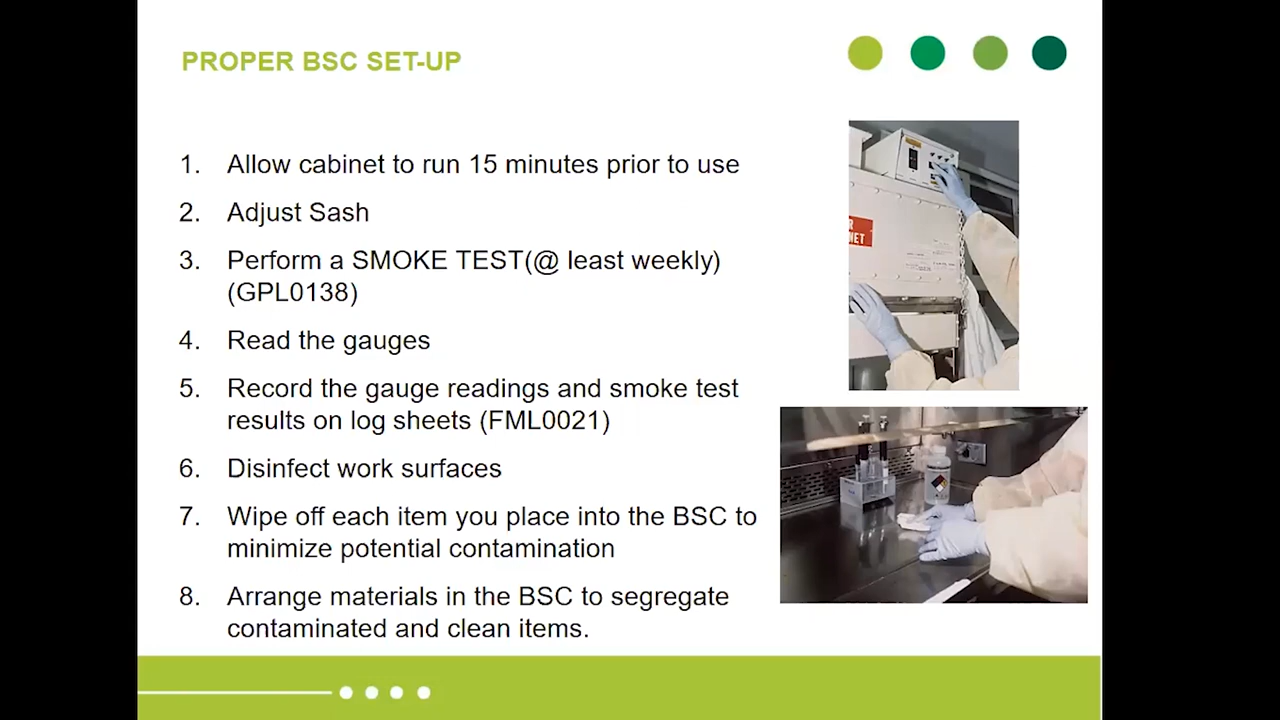 PROPER BSC SET-UP
1. Allow cabinet to run 15 minutes prior to use
2. Adjust Sash
3. Perform a SMOKE TEST(@ least weekly)
(GPL0138)
4. Read the gauges
5. Record the gauge readings and smoke test
results on log sheets (FML0021)
6. Disinfect work surfaces
7. Wipe off each item you place into the BSC to
minimize potential contamination
8. Arrange materials in the BSC to segregate
contaminated and clean items.